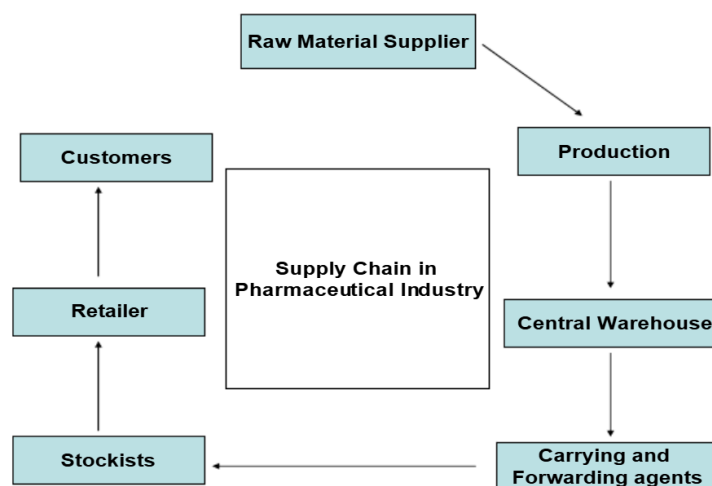 Raw Material Supplier
Production
Customers
Supply Chain in
Pharmaceutical Industry
Retailer
Central Warehouse
Stockists
Carrying and
Forwarding agents